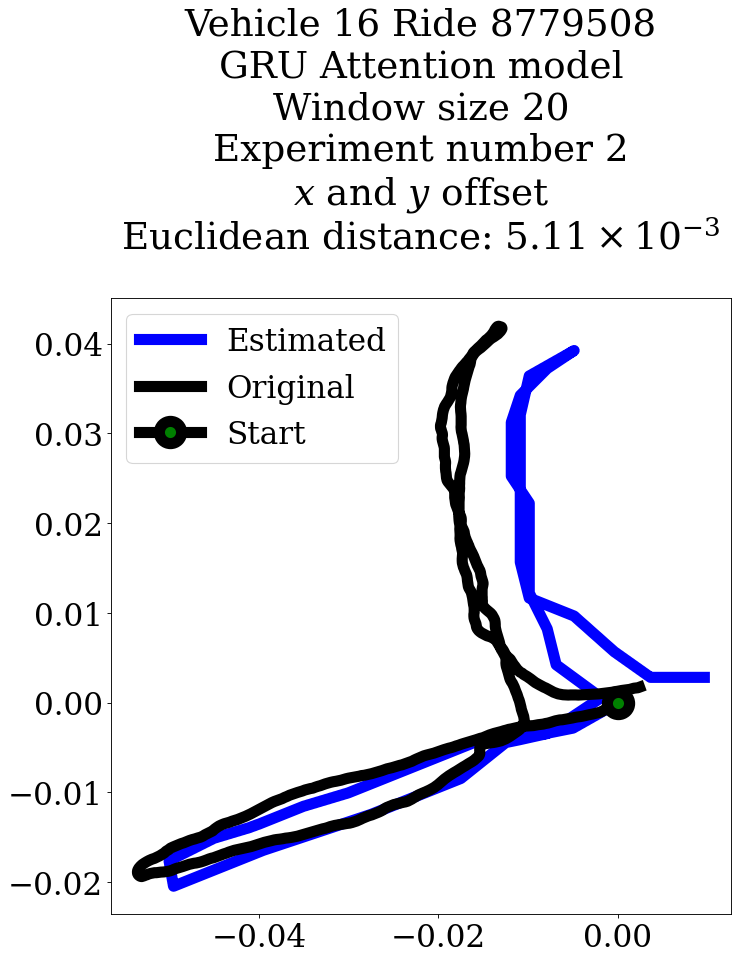 Vehicle 16 Ride 8779508
GRU Attention model
Window size 20
Experiment number 2
x and y offset
Euclidean distance: 5.11 × 10⁻³
Estimated
Original
Start
0.04
0.03
0.02
0.01
0.00
−0.01
−0.02
−0.04 −0.02 0.00